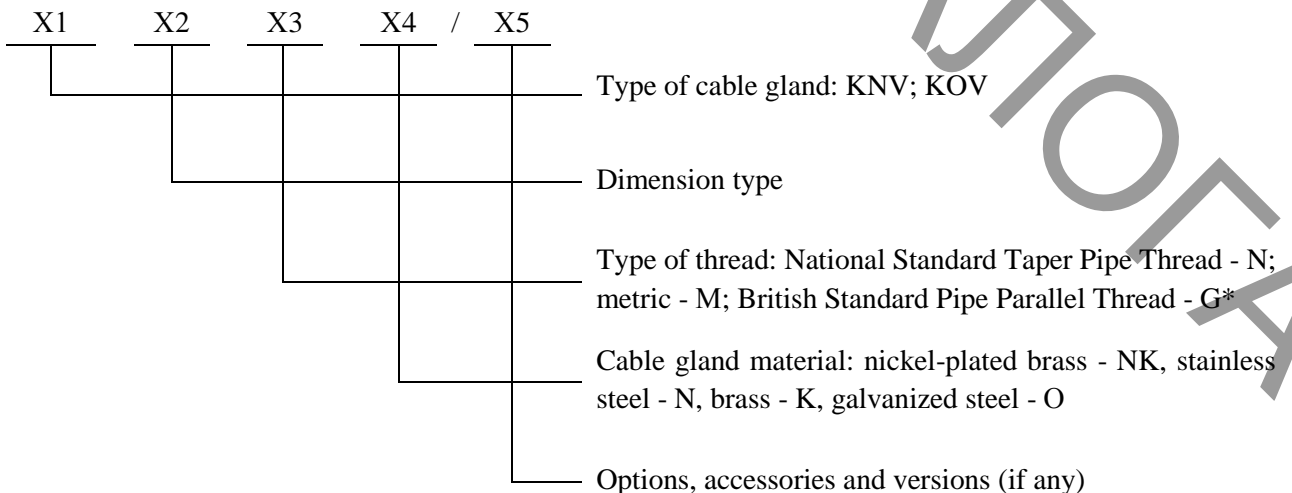 X1 X2 X3 X4 / X5
Type of cable gland: KNV; KOV
Dimension type
Type of thread: National Standard Taper Pipe Thread - N;
metric - M; British Standard Pipe Parallel Thread - G*
Cable gland material: nickel-plated brass - NK, stainless
steel - N, brass - K, galvanized steel - O
Options, accessories and versions (if any)
ЛОГА